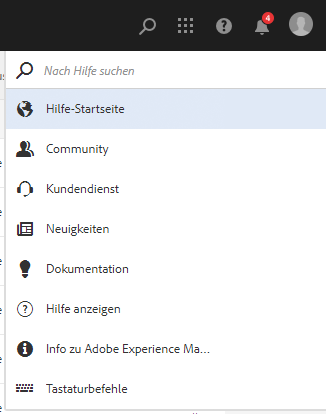 4
Nach Hilfe suchen
Hilfe-Startseite
Community
Kundendienst
Neuigkeiten
Dokumentation
Hilfe anzeigen
Info zu Adobe Experience Ma...
Tastaturbefehle